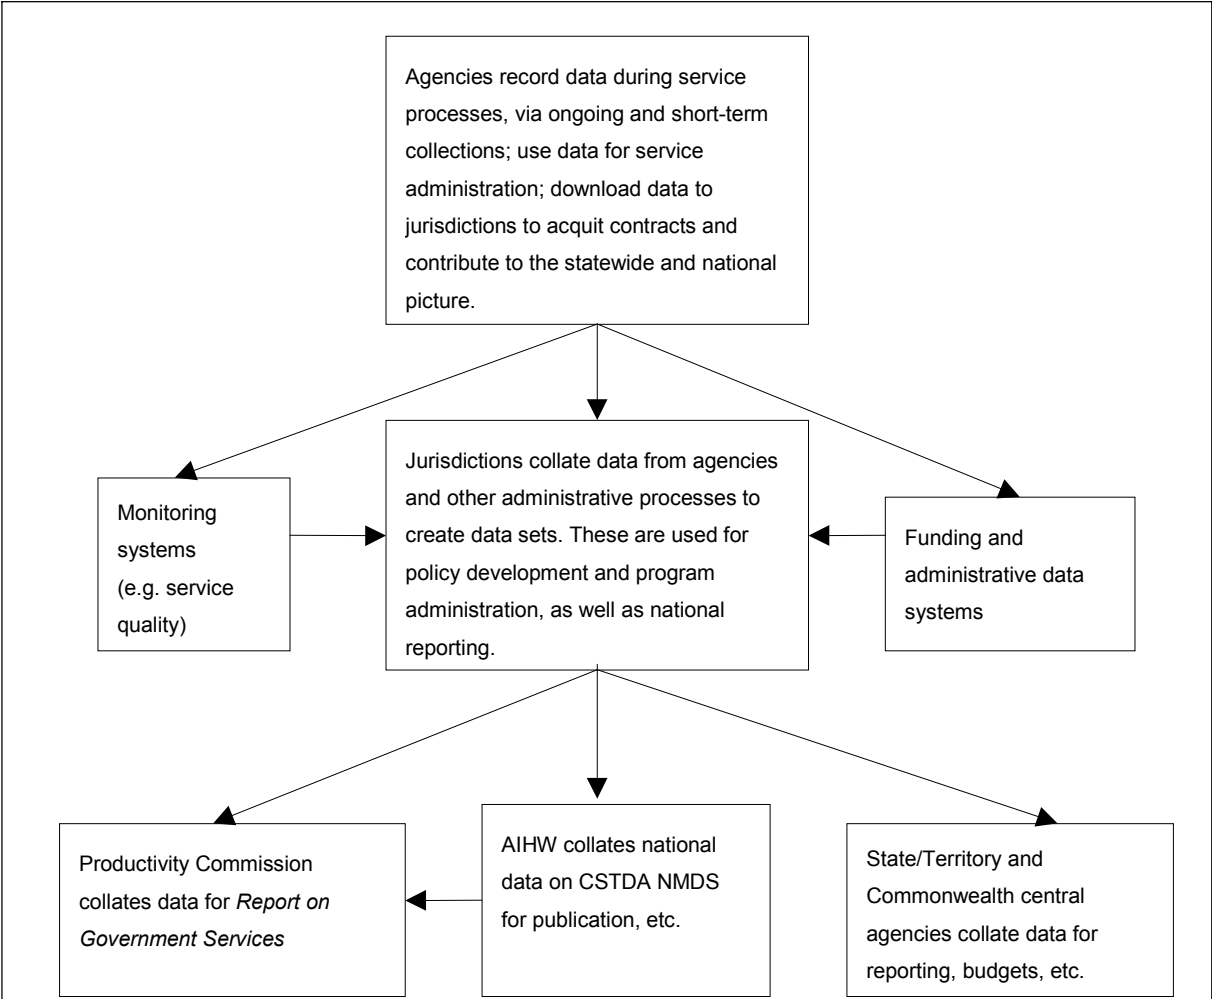 Agencies record data during service
processes, via ongoing and short-term
collections; use data for service
administration; download data to
jurisdictions to acquit contracts and
contribute to the statewide and national
picture.
Monitoring
systems
(e.g. service
quality)
Jurisdictions collate data from agencies
and other administrative processes to
create data sets. These are used for
policy development and program
administration, as well as national
reporting.
Funding and
administrative data
systems
Productivity Commission
collates data for Report on
Government Services
AIHW collates national
data on CSTDA NMDS
for publication, etc.
State/Territory and
Commonwealth central
agencies collate data for
reporting, budgets, etc.